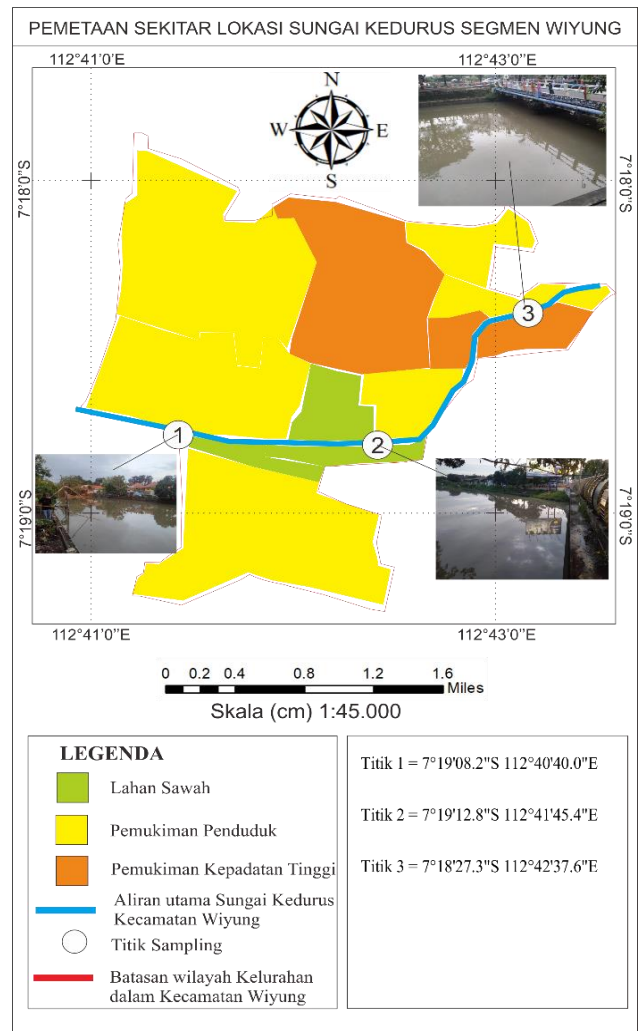 PEMETAAN SEKITAR LOKASI SUNGAI KEDURUS SEGMEN WIYUNG
112°41'0'E
112°43'0"E
N
W
E
S
7°18'0"S
7°18'0"S
3
1
2
7°19'0"S
7°19'0"S
112°41'0"E
112°43'0"E
0 0.2 0.4 0.8 1.2 1.6
Miles
Skala (cm) 1:45.000
LEGENDA
Lahan Sawah
Pemukiman Penduduk
Pemukiman Kepadatan Tinggi
Aliran utama Sungai Kedurus
Kecamatan Wiyung
Titik Sampling
Batasan wilayah Kelurahan
dalam Kecamatan Wiyung
Titik 1 = 7°19'08.2"S 112°40'40.0"E
Titik 2 = 7°19'12.8"S 112°41'45.4"E
Titik 3 = 7°18'27.3"S 112°42'37.6"E